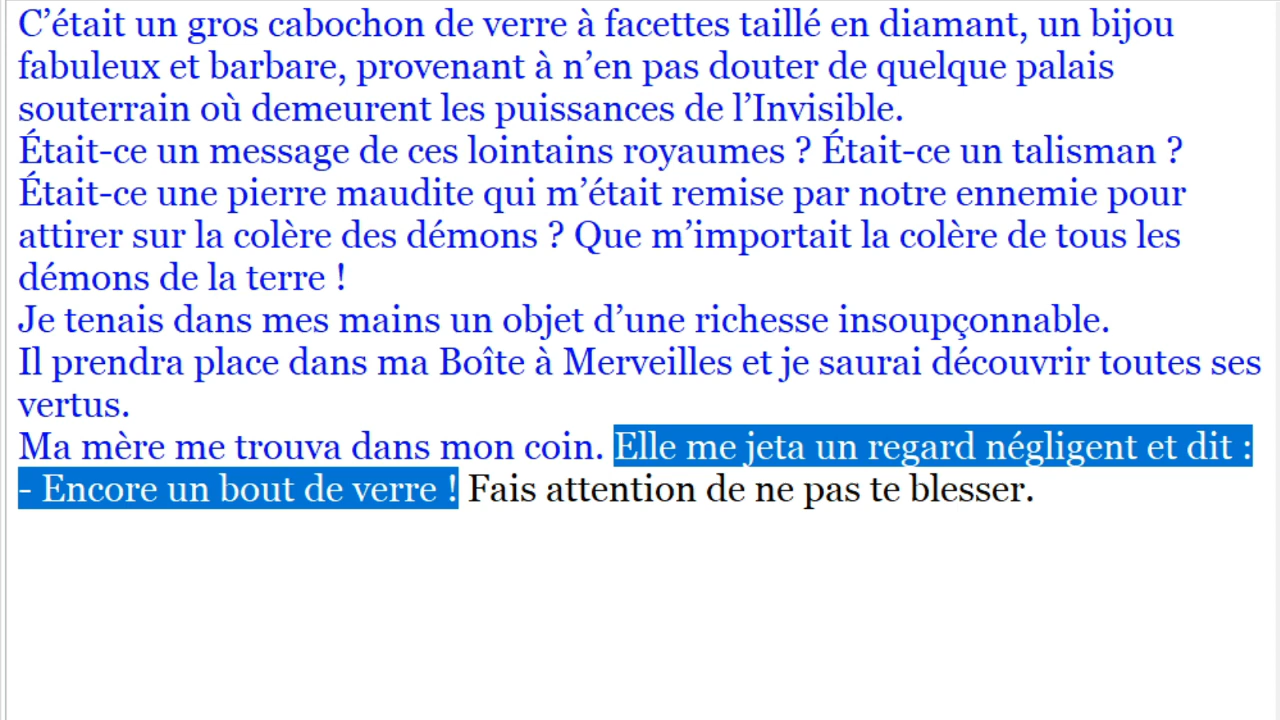 C’était un gros cabochon de verre à facettes taillé en diamant, un bijou
fabuleux et barbare, provenant à n’en pas douter de quelque palais
souterrain où demeurent les puissances de l’Invisible.
Était-ce un message de ces lointains royaumes ? Était-ce un talisman ?
Était-ce une pierre maudite qui m’était remise par notre ennemie pour
attirer sur la colère des démons ? Que m’importait la colère de tous les
démons de la terre !
Je tenais dans mes mains un objet d’une richesse insoupçonnable.
Il prendra place dans ma Boîte à Merveilles et je saurai découvrir toutes ses
vertus.
Ma mère me trouva dans mon coin. Elle me jeta un regard négligent et dit :
- Encore un bout de verre ! Fais attention de ne pas te blesser.